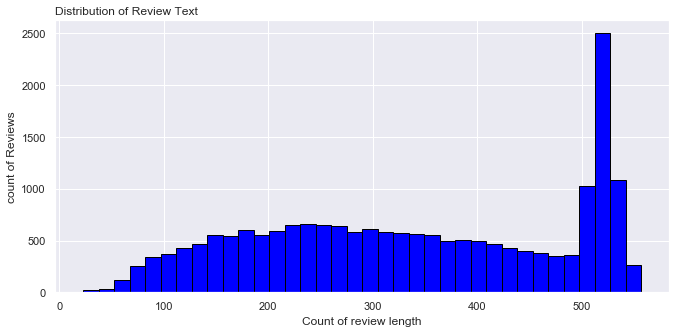 Distribution of Review Text
2500
2000
1500
1000
500
0
count of Reviews
0 100 200 300 400 500
Count of review length